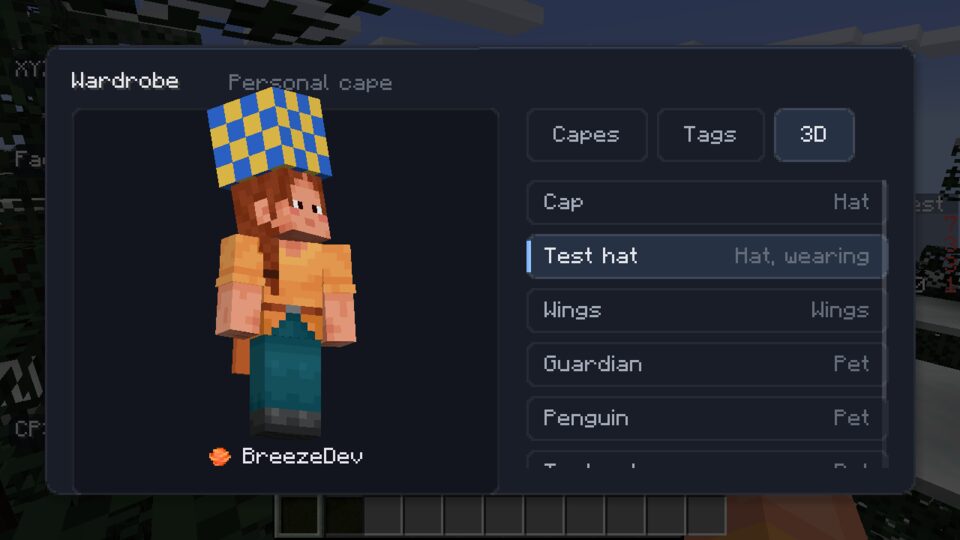 XYZ
Wardrobe
Personal cape
Capes
Tags
3D
Cap
Hat
Test hat
Hat, wearing
Wings
Wings
Guardian
Pet
Penguin
Pet
BreezeDev